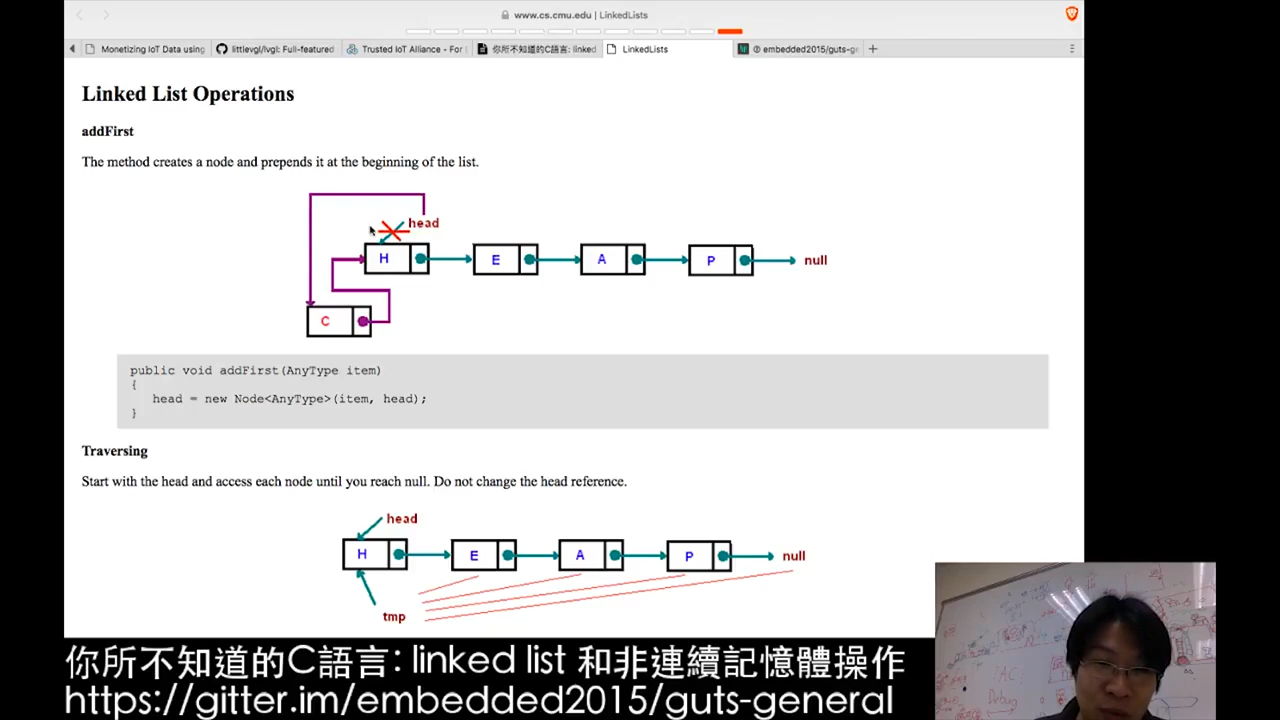 www.cs.cmu.edu | LinkedLists
Monetizing IoT Data using
littlevgl/lvgl: Full-featured
Trusted IoT Alliance - For
你所不知道的C語言: linked
LinkedLists
② embedded2015/guts-ge
Linked List Operations
addFirst
The method creates a node and prepends it at the beginning of the list.
head
H
E
A
P
null
C
public void addFirst(AnyType item)
{
head = new Node<AnyType>(item, head);
}
Traversing
Start with the head and access each node until you reach null. Do not change the head reference.
head
H
E
A
P
null
tmp
Debug
你所不知道的C語言: linked list 和非連續記憶體操作
https://gitter.im/embedded2015/guts-general